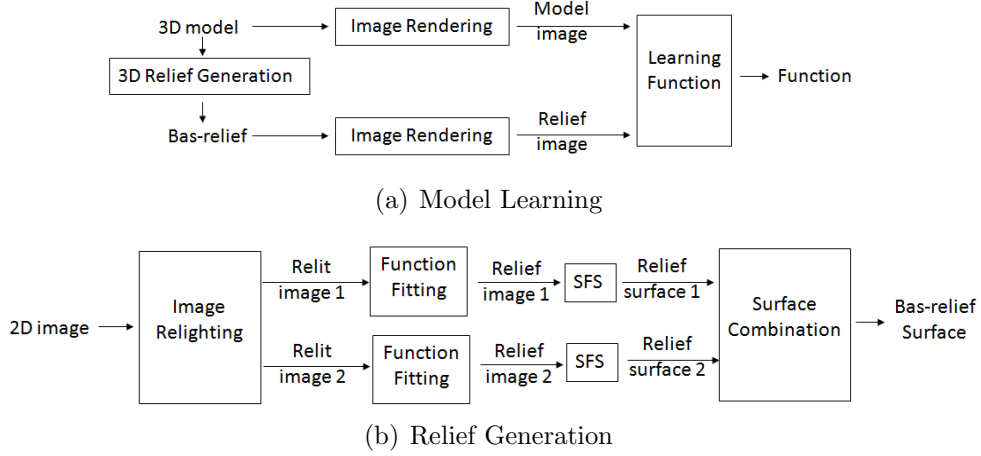 3D model
Image Rendering
Model
image
3D Relief Generation
Learning
Function
Function
Bas-relief
Image Rendering
Relief
image
(a) Model Learning
2D image
Image
Relighting
Relit
image 1
Function
Fitting
Relief
image 1
SFS
Relief
surface 1
Relit
image 2
Function
Fitting
Relief
image 2
SFS
Relief
surface 2
Surface
Combination
Bas-relief
Surface
(b) Relief Generation